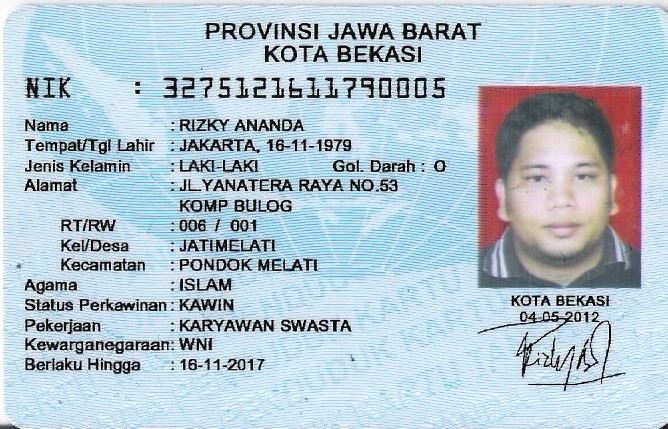 PROVINSI JAWA BARAT
KOTA BEKASI
NIK : 3275121611790005
Nama : RIZKY ANANDA
Tempat/Tgl Lahir : JAKARTA, 16-11-1979
Jenis Kelamin : LAKI-LAKI Gol. Darah : O
Alamat : JL.YANATERA RAYA NO.53
KOMP BULOG
RT/RW : 006 / 001
Kel/Desa : JATIMELATI
Kecamatan : PONDOK MELATI
Agama : ISLAM
Status Perkawinan : KAWIN
Pekerjaan : KARYAWAN SWASTA
Kewarganegaraan: WNI
Berlaku Hingga : 16-11-2017
KOTA BEKASI
04-05-2012